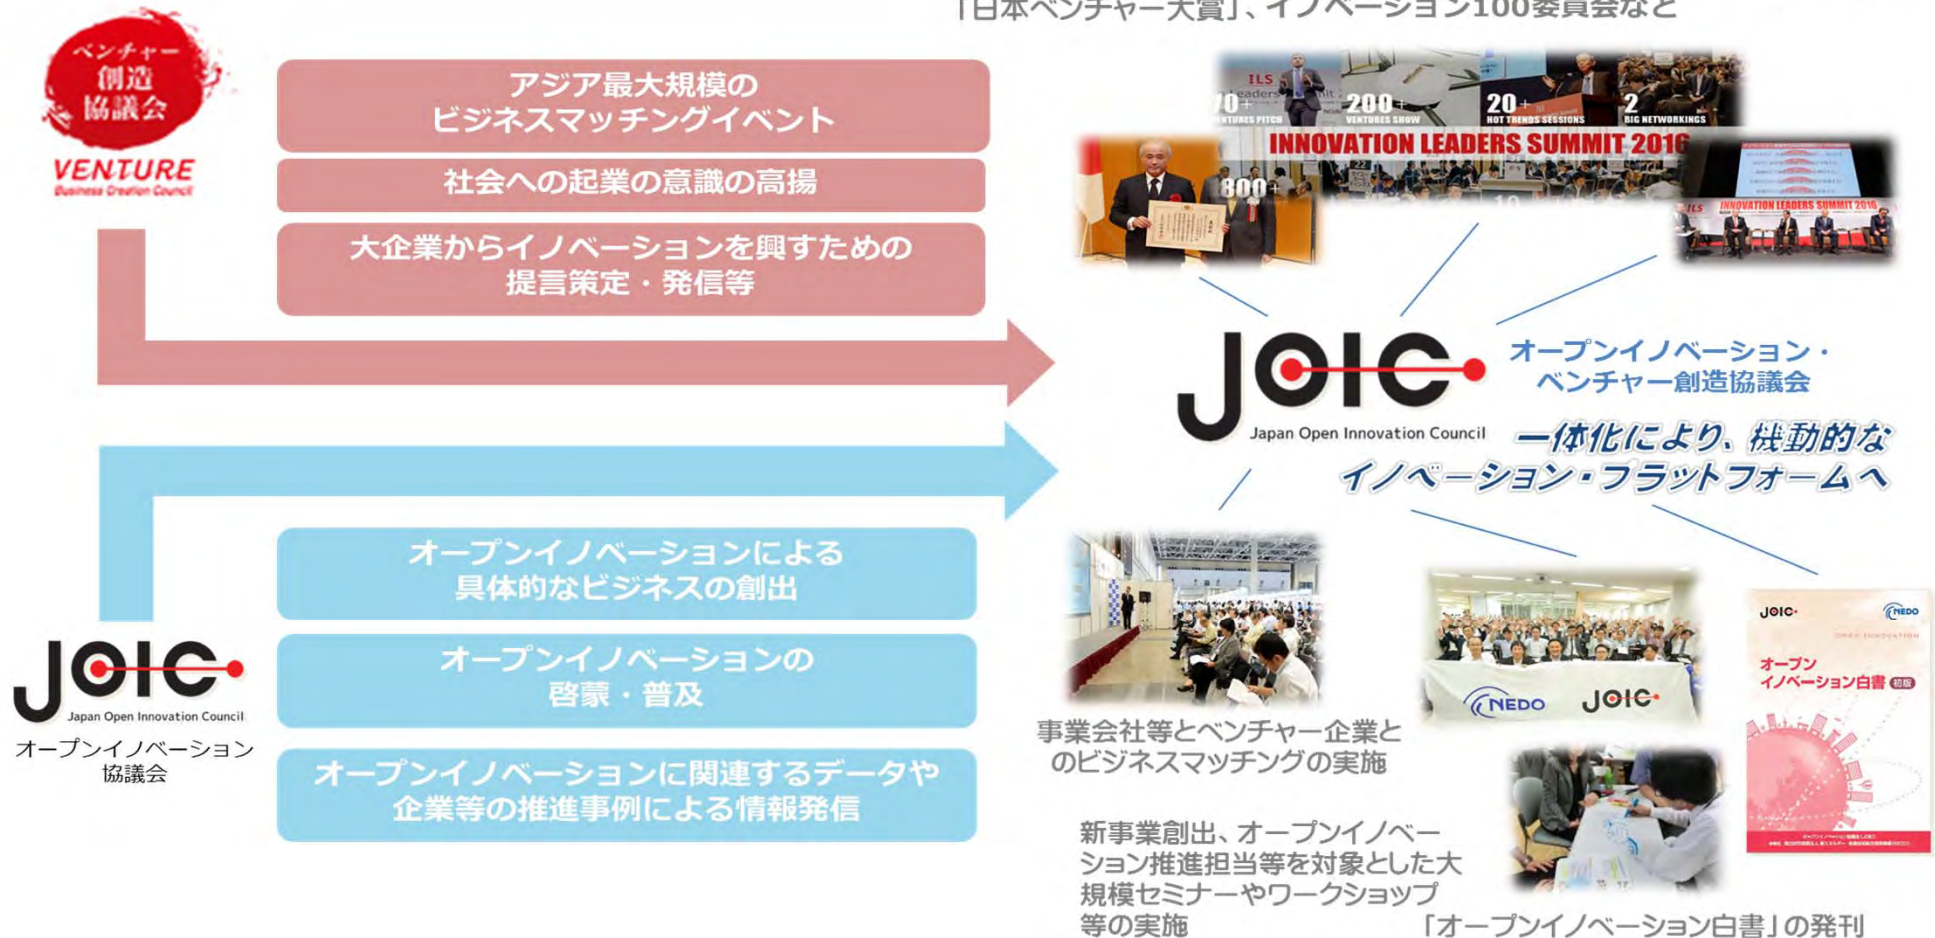 「日本ベンチャー大賞」、イノベーション100委員会など
ベンチャー
創造
協議会
VENTURE
Business Creation Council
アジア最大規模の
ビジネスマッチングイベント
社会への起業の意識の高揚
大企業からイノベーションを興すための
提言策定・発信等
ILS
200+
VENTURES SHOW
20+
HOT TRENDS SESSIONS
2
BIG NETWORKINGS
INNOVATION LEADERS SUMMIT 2016
800+
INNOVATION LEADERS SUMMIT 2016
JOIC
Japan Open Innovation Council
オープンイノベーション・
ベンチャー創造協議会
一体化により、機動的な
イノベーション・プラットフォームへ
オープンイノベーションによる
具体的なビジネスの創出
オープンイノベーションの
啓蒙・普及
オープンイノベーションに関連するデータや
企業等の推進事例による情報発信
JOIC
Japan Open Innovation Council
オープンイノベーション
協議会
事業会社等とベンチャー企業と
のビジネスマッチングの実施
NEDO JOIC
JOIC NEDO
OPEN INNOVATION
オープン
イノベーション白書 初版
新事業創出、オープンイノベー
ション推進担当等を対象とした大
規模セミナーやワークショップ
等の実施
「オープンイノベーション白書」の発刊